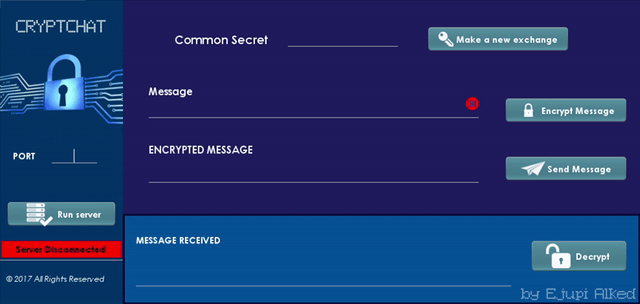 CRYPTCHAT
Common Secret
Make a new exchange
Message
Encrypt Message
PORT
ENCRYPTED MESSAGE
Send Message
Run server
Server Disconnected
MESSAGE RECEIVED
Decrypt
© 2017 All Rights Reserved
by Ejupi Alked